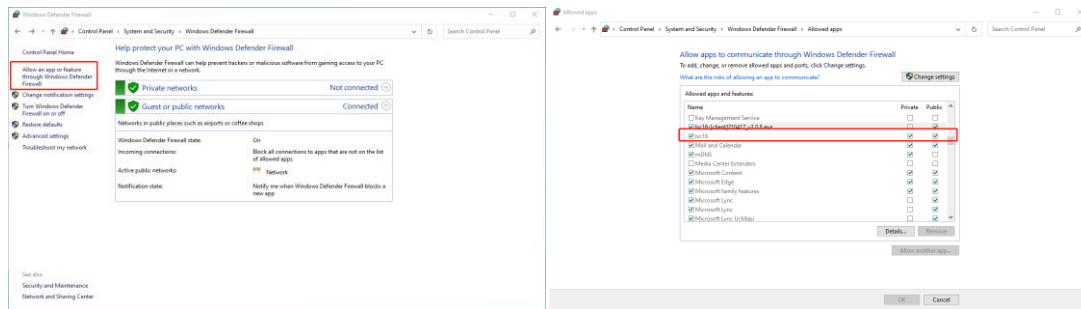 Windows Defender Firewall
Control Panel > System and Security > Windows Defender Firewall
Search Control Panel
Control Panel Home
Allow an app or feature
through Windows Defender
Firewall
Change notification settings
Turn Windows Defender
Firewall on or off
Restore defaults
Advanced settings
Troubleshoot my network
See also
Security and Maintenance
Network and Sharing Center
Help protect your PC with Windows Defender Firewall
Windows Defender Firewall can help prevent hackers or malicious software from gaining access to your PC
through the Internet or a network.
Private networks Not connected
Guest or public networks Connected
Networks in public places such as airports or coffee shops
Windows Defender Firewall state: On
Incoming connections: Block all connections to apps that are not on the list
of allowed apps
Active public networks: Network
Notification state: Notify me when Windows Defender Firewall blocks a
new app
Allowed apps
Control Panel > System and Security > Windows Defender Firewall > Allowed apps
Search Control Panel
Allow apps to communicate through Windows Defender Firewall
To add, change, or remove allowed apps and ports, click Change settings.
What are the risks of allowing an app to communicate?
Change settings
Allowed apps and features:
Name Private Public
Key Management Service
lsc16
Mail and Calendar
mDNS
Media Center Extenders
Microsoft Content
Microsoft Edge
Microsoft family features
Microsoft Lync
Microsoft Lync
Microsoft Lync UcMapi
Details... Remove
Allow another app...
OK Cancel